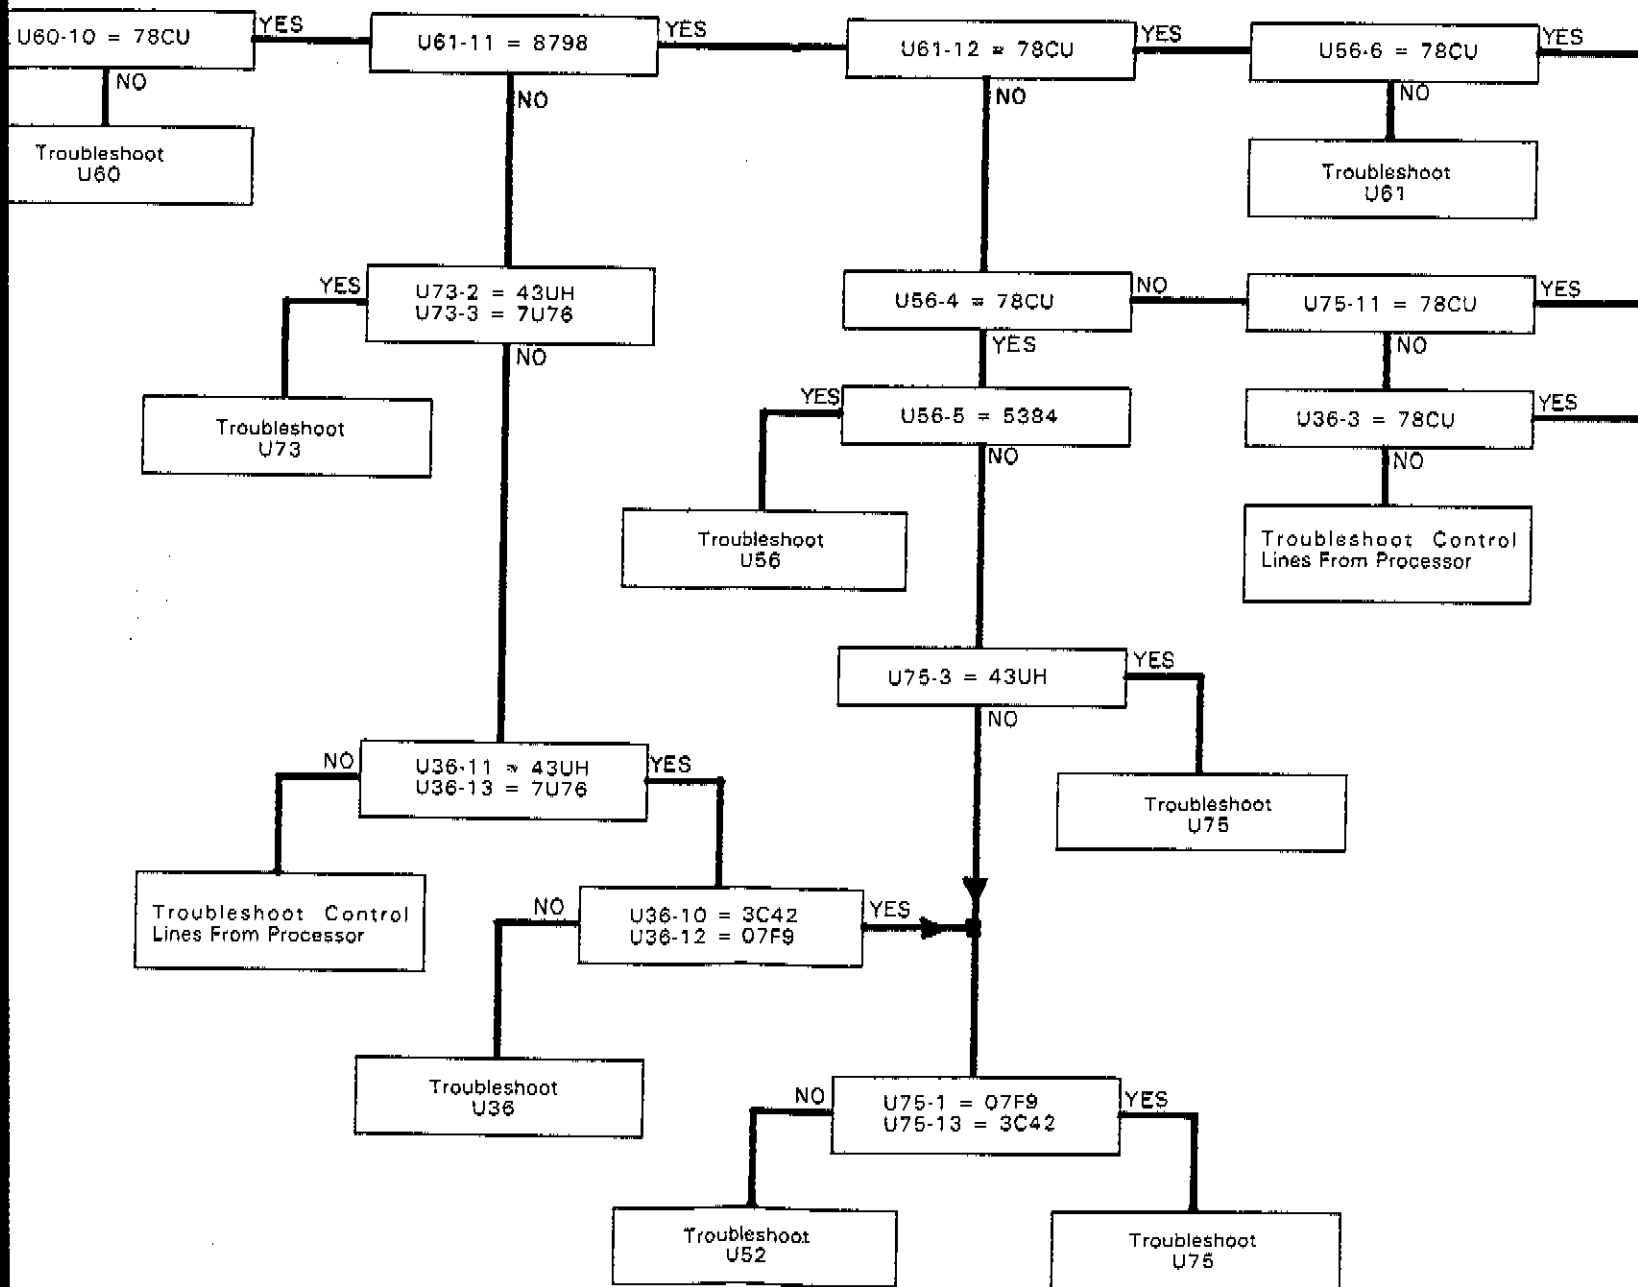 U60-10 = 78CU
YES
U61-11 = 8798
YES
U61-12 = 78CU
YES
U56-6 = 78CU
YES
NO
NO
NO
NO
Troubleshoot
U60
Troubleshoot
U61
YES
U73-2 = 43UH
U73-3 = 7U76
NO
U56-4 = 78CU
NO
YES
U75-11 = 78CU
YES
NO
Troubleshoot
U73
YES
U56-5 = 5384
NO
U36-3 = 78CU
YES
NO
Troubleshoot
U56
Troubleshoot Control
Lines From Processor
U75-3 = 43UH
YES
NO
NO
U36-11 = 43UH
U36-13 = 7U76
YES
Troubleshoot
U75
Troubleshoot Control
Lines From Processor
NO
U36-10 = 3C42
U36-12 = 07F9
YES
Troubleshoot
U36
NO
U75-1 = 07F9
U75-13 = 3C42
YES
Troubleshoot
U52
Troubleshoot
U75